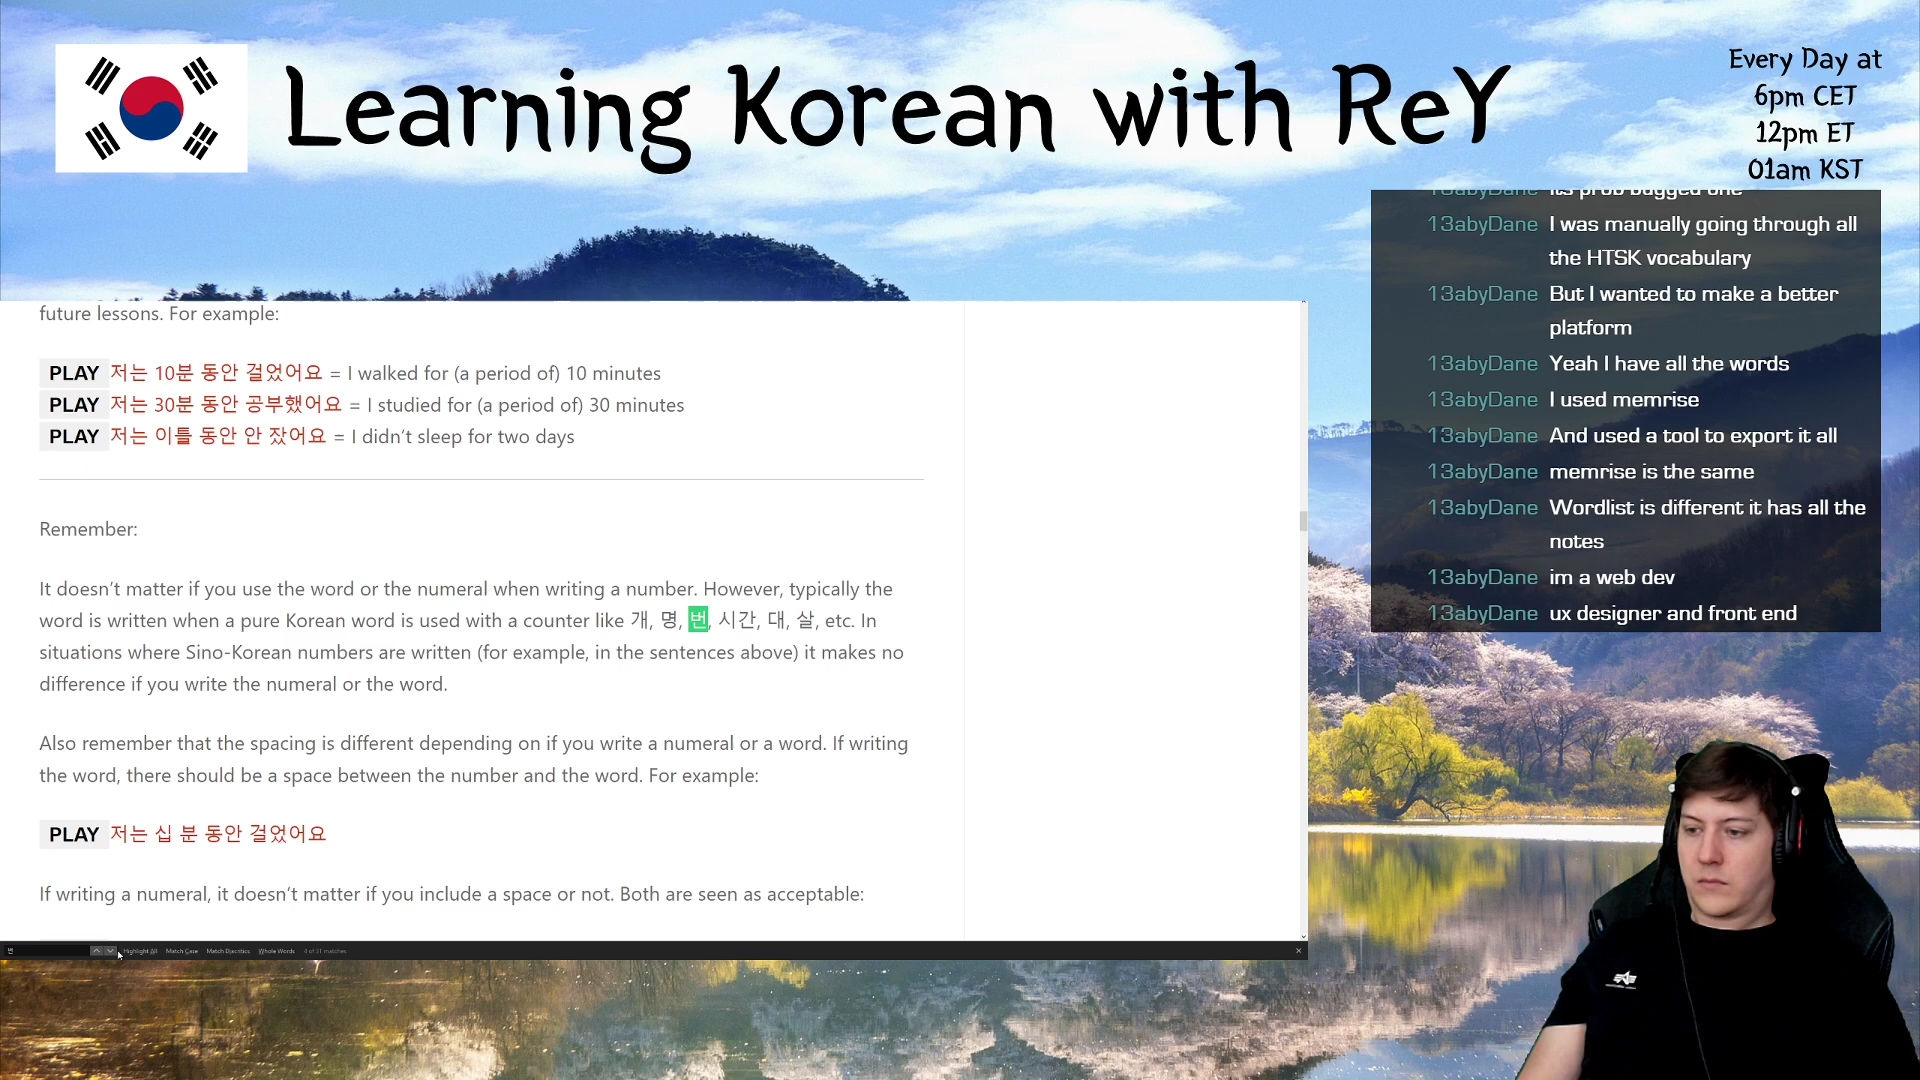 Learning Korean with ReY
Every Day at
6pm CET
12pm ET
01am KST
13abyDane its prob bugged one
13abyDane I was manually going through all
the HTSK vocabulary
13abyDane But I wanted to make a better
platform
13abyDane Yeah I have all the words
13abyDane I used memrise
13abyDane And used a tool to export it all
13abyDane memrise is the same
13abyDane Wordlist is different it has all the
notes
13abyDane im a web dev
13abyDane ux designer and front end
future lessons. For example:
PLAY 저는 10분 동안 걸었어요 = I walked for (a period of) 10 minutes
PLAY 저는 30분 동안 공부했어요 = I studied for (a period of) 30 minutes
PLAY 저는 이틀 동안 안 잤어요 = I didn’t sleep for two days
Remember:
It doesn’t matter if you use the word or the numeral when writing a number. However, typically the
word is written when a pure Korean word is used with a counter like 개, 명, 번, 시간, 대, 살, etc. In
situations where Sino-Korean numbers are written (for example, in the sentences above) it makes no
difference if you write the numeral or the word.
Also remember that the spacing is different depending on if you write a numeral or a word. If writing
the word, there should be a space between the number and the word. For example:
PLAY 저는 십 분 동안 걸었어요
If writing a numeral, it doesn’t matter if you include a space or not. Both are seen as acceptable:
번 Highlight All Match Case Match Diacritics Whole Words 4 of 21 matches